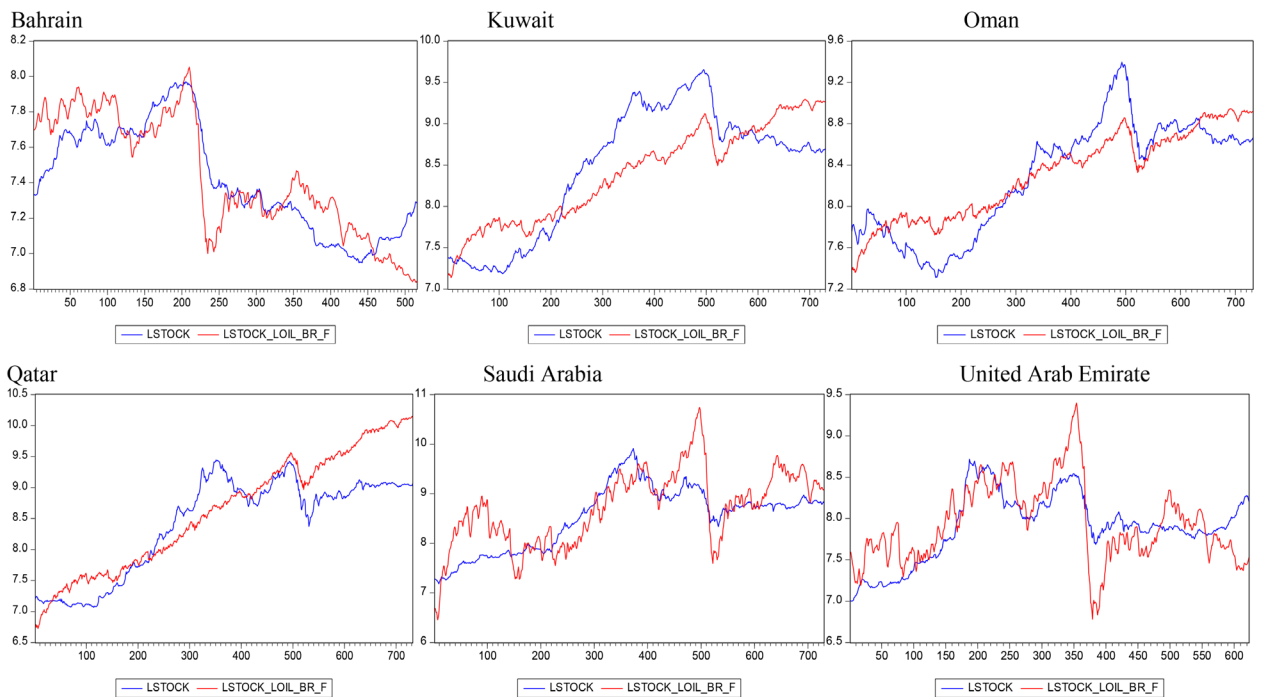 Bahrain
8.2
8.0
7.8
7.6
7.4
7.2
7.0
6.8
50 100 150 200 250 300 350 400 450 500
LSTOCK LSTOCK_LOIL_BR_F
Kuwait
10.0
9.5
9.0
8.5
8.0
7.5
7.0
100 200 300 400 500 600 700
LSTOCK LSTOCK_LOIL_BR_F
Oman
9.6
9.2
8.8
8.4
8.0
7.6
7.2
100 200 300 400 500 600 700
LSTOCK LSTOCK_LOIL_BR_F
Qatar
10.5
10.0
9.5
9.0
8.5
8.0
7.5
7.0
6.5
100 200 300 400 500 600 700
LSTOCK LSTOCK_LOIL_BR_F
Saudi Arabia
11
10
9
8
7
6
100 200 300 400 500 600 700
LSTOCK LSTOCK_LOIL_BR_F
United Arab Emirate
9.5
9.0
8.5
8.0
7.5
7.0
6.5
50 100 150 200 250 300 350 400 450 500 550 600
LSTOCK LSTOCK_LOIL_BR_F